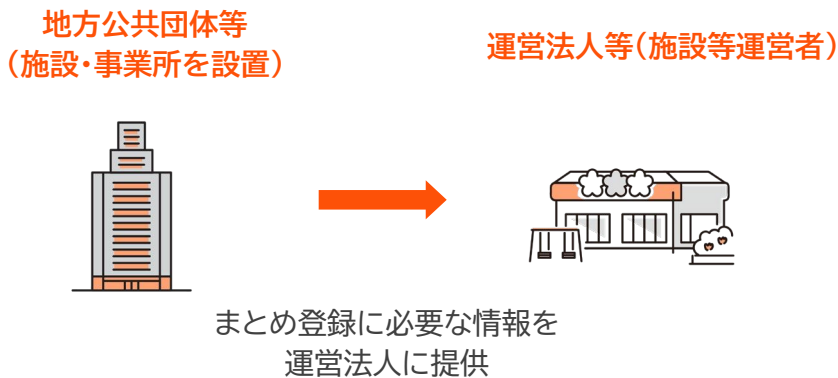 地方公共団体等
（施設・事業所を設置）
運営法人等（施設等運営者）
まとめ登録に必要な情報を
運営法人に提供